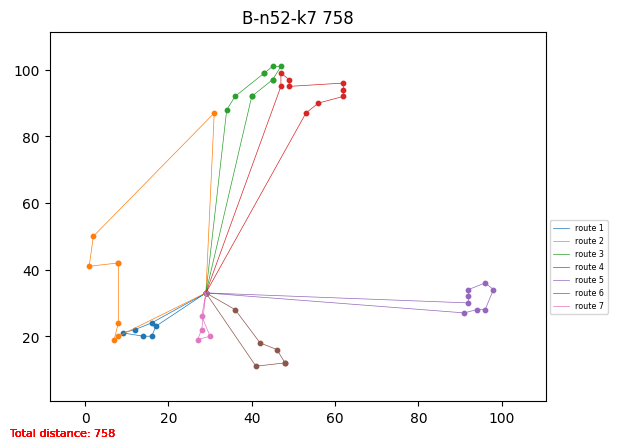 B-n52-k7 758
100
80
60
40
20
0 20 40 60 80 100
route 1
route 2
route 3
route 4
route 5
route 6
route 7
Total distance: 758